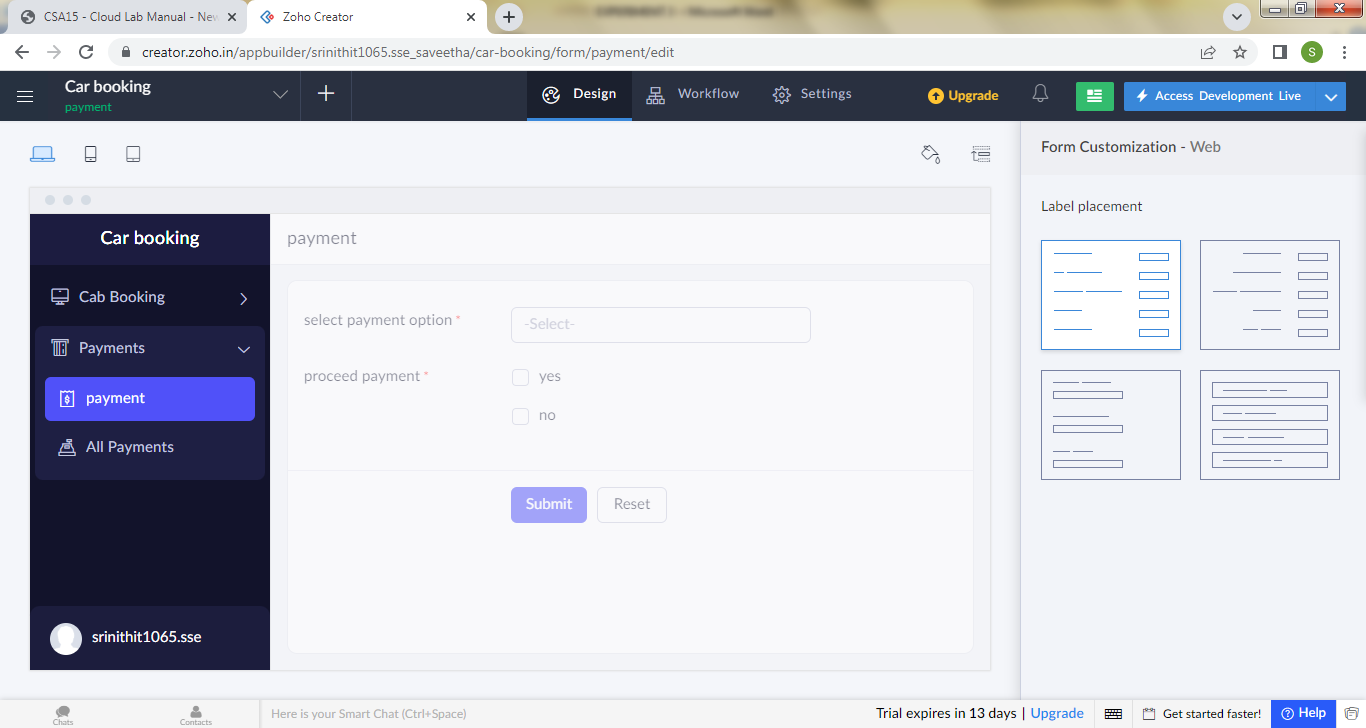 CSA15 - Cloud Lab Manual - New
Zoho Creator
creator.zoho.in/appbuilder/srinithit1065.sse_saveetha/car-booking/form/payment/edit
S
Car booking
payment
Design
Workflow
Settings
Upgrade
Access Development Live
Form Customization - Web
Label placement
Car booking
payment
Cab Booking
Payments
payment
All Payments
select payment option *
-Select-
proceed payment *
yes
no
Submit
Reset
srinithit1065.sse
Chats
Contacts
Here is your Smart Chat (Ctrl+Space)
Trial expires in 13 days | Upgrade
Get started faster!
Help